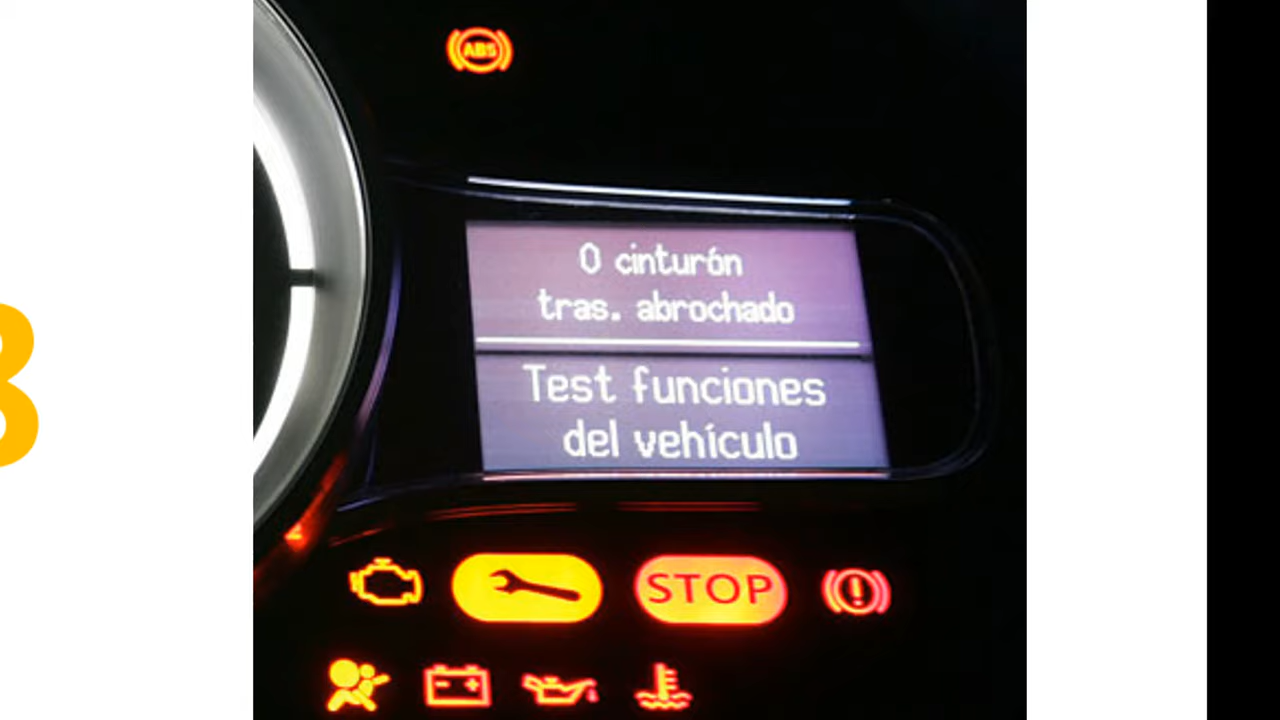 ABS
0 cinturón
tras. abrochado
Test funciones
del vehículo
STOP